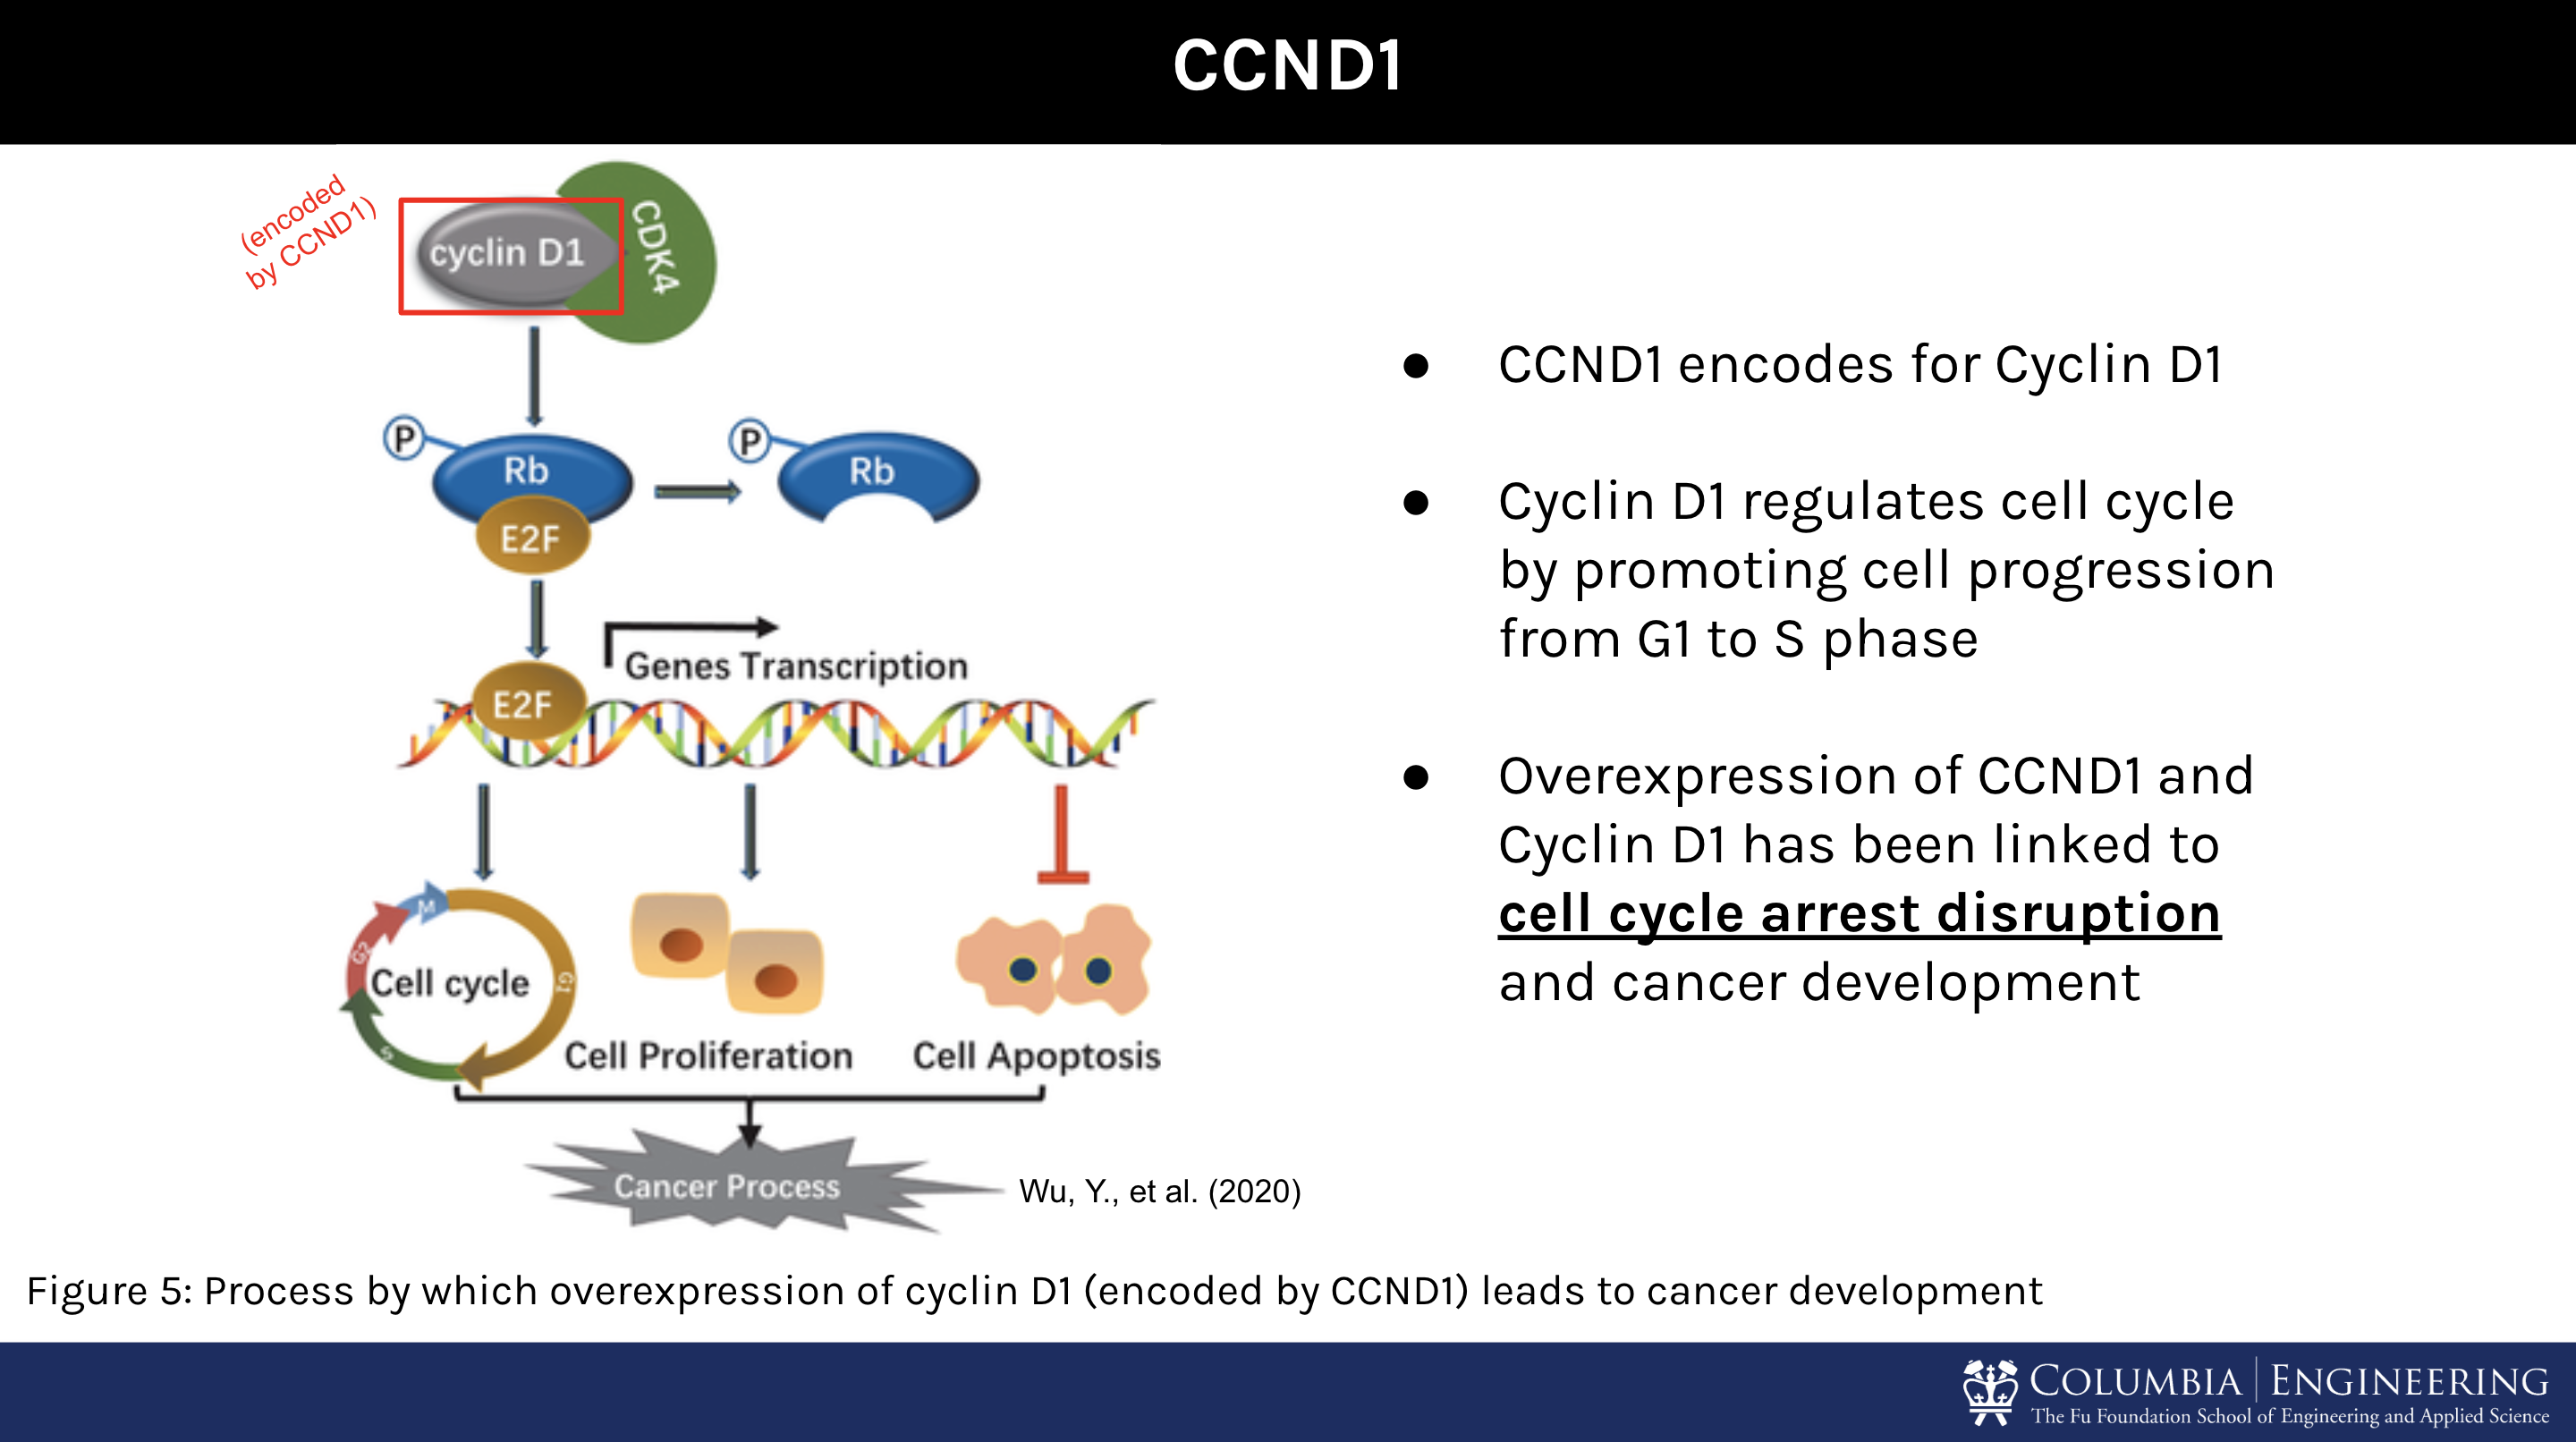 CCND1
(encoded
by CCND1)
cyclin D1
CDK4
P
Rb
P
Rb
E2F
Genes Transcription
E2F
M
G2
Cell cycle
G1
S
Cell Proliferation
Cell Apoptosis
Cancer Process
Wu, Y., et al. (2020)
● CCND1 encodes for Cyclin D1
● Cyclin D1 regulates cell cycle
by promoting cell progression
from G1 to S phase
● Overexpression of CCND1 and
Cyclin D1 has been linked to
cell cycle arrest disruption
and cancer development
Figure 5: Process by which overexpression of cyclin D1 (encoded by CCND1) leads to cancer development
COLUMBIA | ENGINEERING
The Fu Foundation School of Engineering and Applied Science